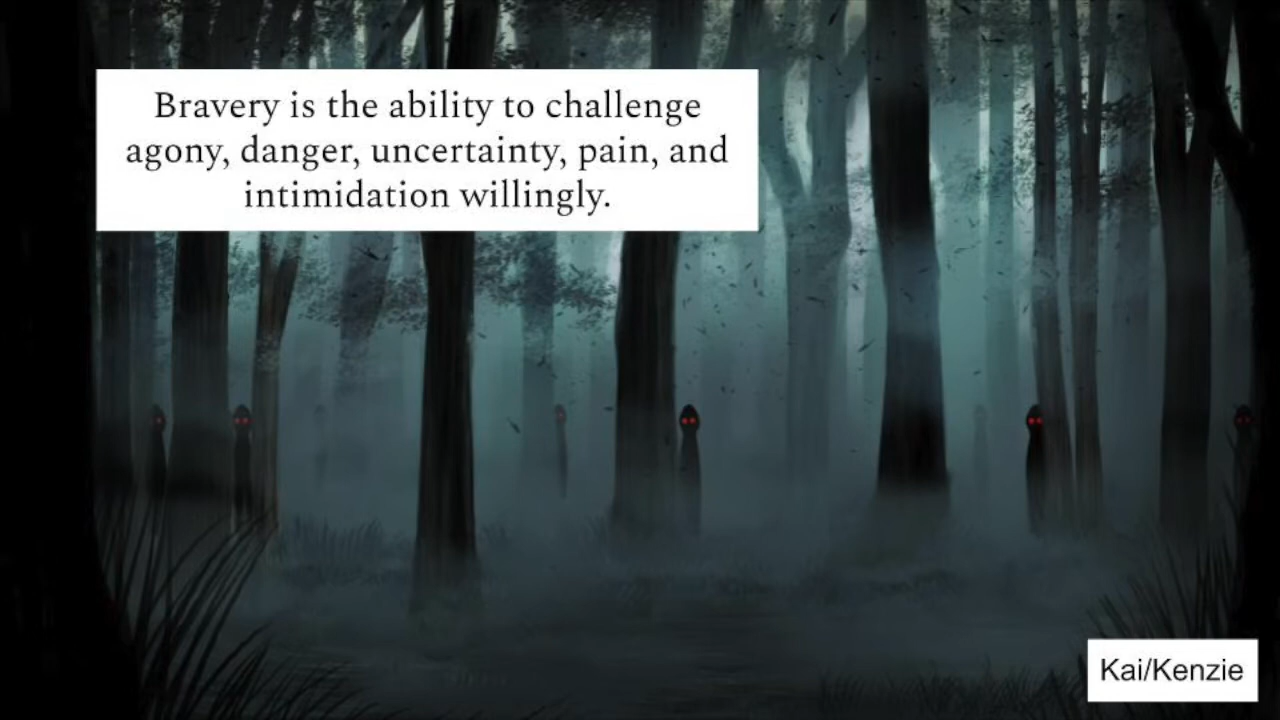 Bravery is the ability to challenge
agony, danger, uncertainty, pain, and
intimidation willingly.
Kai/Kenzie